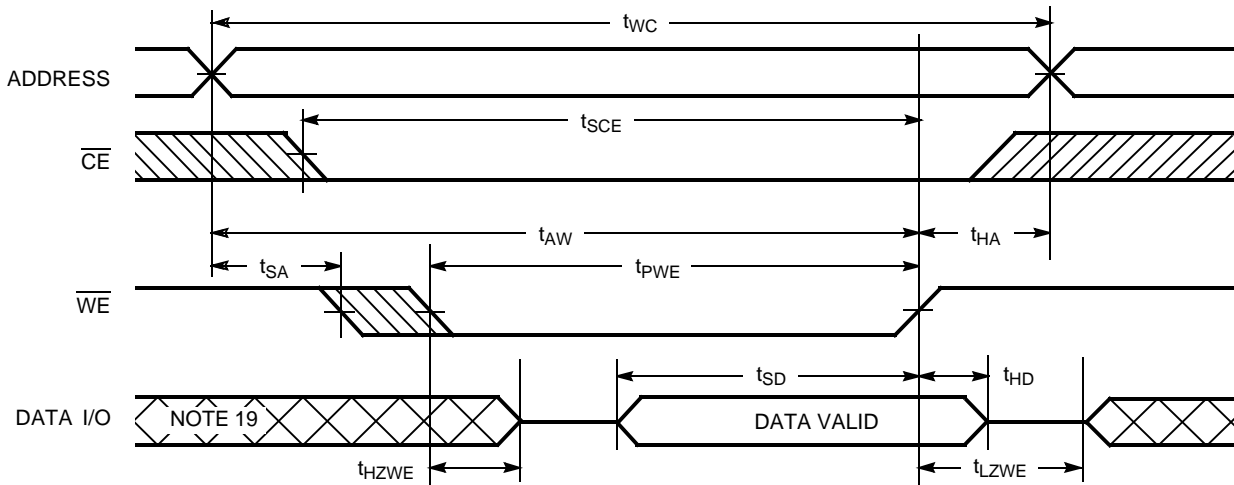 tWC
ADDRESS
tSCE
CE
tAW
tHA
tSA
tPWE
WE
tSD
tHD
DATA I/O
NOTE 19
DATA VALID
tHZWE
tLZWE